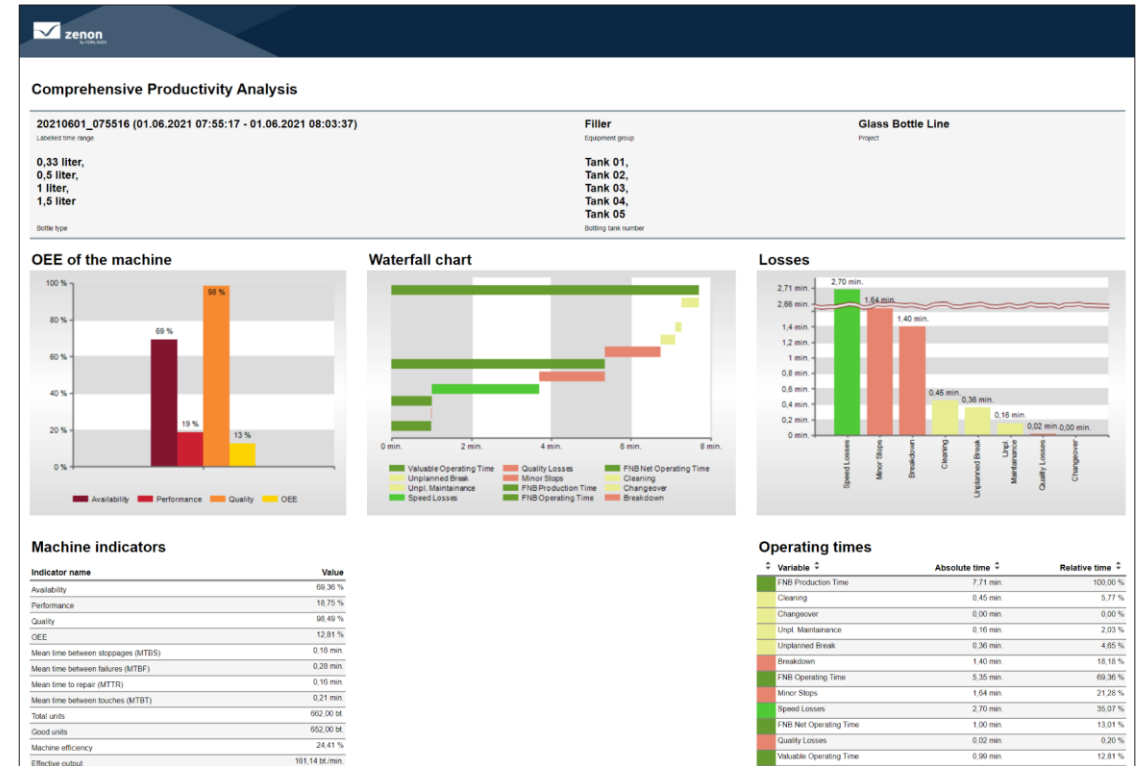 zenon
by COPA-DATA
Comprehensive Productivity Analysis
20210601_075516 (01.06.2021 07:55:17 - 01.06.2021 08:03:37)
Labelled time range
Filler
Equipment group
Glass Bottle Line
Project
0,33 liter,
0,5 liter,
1 liter,
1,5 liter
Bottle type
Tank 01,
Tank 02,
Tank 03,
Tank 04,
Tank 05
Botting tank number
OEE of the machine
100 %
80 %
60 %
40 %
20 %
0 %
69 %
19 %
98 %
13 %
Availability
Performance
Quality
OEE
Waterfall chart
0 min.
2 min.
4 min.
6 min.
8 min.
Valuable Operating Time
Quality Losses
FNB Net Operating Time
Unplanned Break
Minor Stops
Cleaning
Unpl. Maintainance
FNB Production Time
Changeover
Speed Losses
FNB Operating Time
Breakdown
Losses
2,71 min.
2,66 min.
1,4 min.
1,2 min.
1 min.
0,8 min.
0,6 min.
0,4 min.
0,2 min.
0 min.
2,70 min.
1,64 min.
1.40 min.
0,45 min.
0,36 min.
0,16 min.
0,02 min.
0,00 min.
Speed Losses
Minor Stops
Breakdown
Cleaning
Unplanned Break
Unpl.
Maintainance
Quality Losses
Changeover
Machine indicators
Indicator name Value
Availability 69,36 %
Performance 18,75 %
Quality 98,49 %
OEE 12,81 %
Mean time between stoppages (MTBS) 0,18 min.
Mean time between failures (MTBF) 0,28 min.
Mean time to repair (MTTR) 0,16 min.
Mean time between touches (MTBT) 0,21 min.
Total units 662,00 bt.
Good units 652,00 bt.
Machine efficiency 24,41 %
Effective output 161,14 bt./min.
Operating times
Variable Absolute time Relative time
FNB Production Time 7,71 min. 100,00 %
Cleaning 0,45 min. 5,77 %
Changeover 0,00 min. 0,00 %
Unpl. Maintainance 0,16 min. 2,03 %
Unplanned Break 0,36 min. 4,65 %
Breakdown 1,40 min. 18,18 %
FNB Operating Time 5,35 min. 69,36 %
Minor Stops 1,64 min. 21,28 %
Speed Losses 2,70 min. 35,07 %
FNB Net Operating Time 1,00 min. 13,01 %
Quality Losses 0,02 min. 0,20 %
Valuable Operating Time 0,99 min. 12,81 %